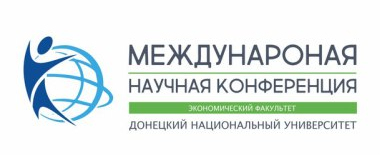 МЕЖДУНАРОНАЯ
НАУЧНАЯ КОНФЕРЕНЦИЯ
ЭКОНОМИЧЕСКИЙ ФАКУЛЬТЕТ
ДОНЕЦКИЙ НАЦИОНАЛЬНЫЙ УНИВЕРСИТЕТ